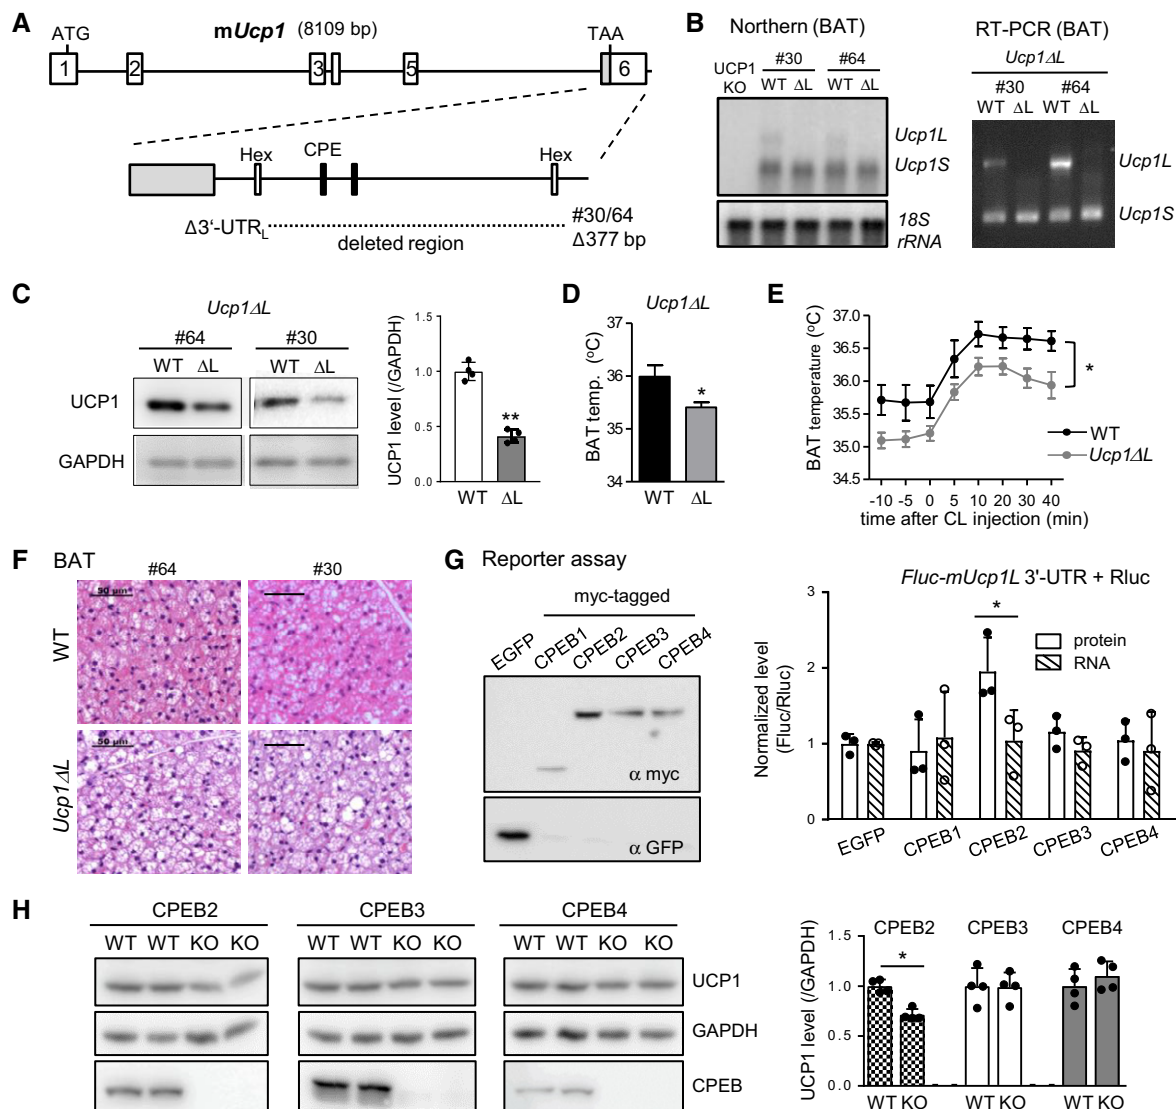 A
mUcp1 (8109 bp)
ATG
TAA
1
2
3
5
6
Hex
CPE
Hex
Δ3‘-UTRL
deleted region
#30/64
Δ377 bp
B
Northern (BAT)
UCP1 KO
#30
#64
WT ΔL WT ΔL
Ucp1L
Ucp1S
18S
rRNA
RT-PCR (BAT)
Ucp1ΔL
#30
#64
WT ΔL WT ΔL
Ucp1L
Ucp1S
C
Ucp1ΔL
#64
#30
WT ΔL
WT ΔL
UCP1
GAPDH
UCP1 level (/GAPDH)
1.5
1.0
0.5
0.0
**
WT ΔL
D
Ucp1ΔL
BAT temp. (oC)
37
36
35
34
*
WT ΔL
E
BAT temperature (oC)
37.0
36.5
36.0
35.5
35.0
34.5
*
WT
Ucp1ΔL
-10 -5 0 5 10 20 30 40
time after CL injection (min)
F
BAT
#64
#30
50 μm
WT
50 μm
Ucp1ΔL
G
Reporter assay
myc-tagged
EGFP
CPEB1
CPEB2
CPEB3
CPEB4
α myc
α GFP
Fluc-mUcp1L 3'-UTR + Rluc
Normalized level
(Fluc/Rluc)
3
2
1
0
*
protein
RNA
EGFP
CPEB1
CPEB2
CPEB3
CPEB4
H
CPEB2
CPEB3
CPEB4
WT WT KO KO
WT WT KO KO
WT WT KO KO
UCP1
GAPDH
CPEB
UCP1 level (/GAPDH)
1.5
1.0
0.5
0.0
CPEB2
CPEB3
CPEB4
*
WT KO
WT KO
WT KO